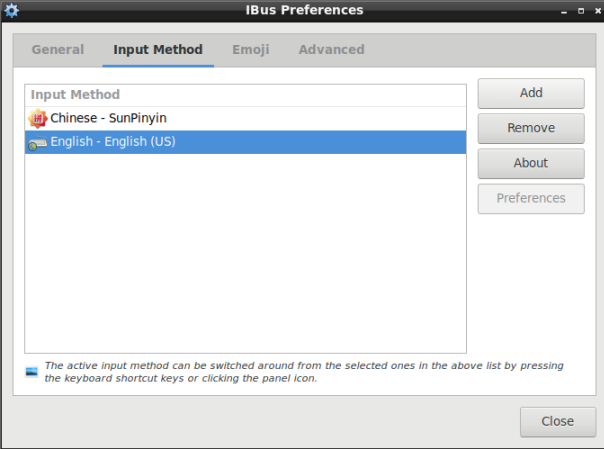 IBus Preferences
General Input Method Emoji Advanced
Input Method
Chinese - SunPinyin
English - English (US)
Add
Remove
About
Preferences
The active input method can be switched around from the selected ones in the above list by pressing
the keyboard shortcut keys or clicking the panel icon.
Close